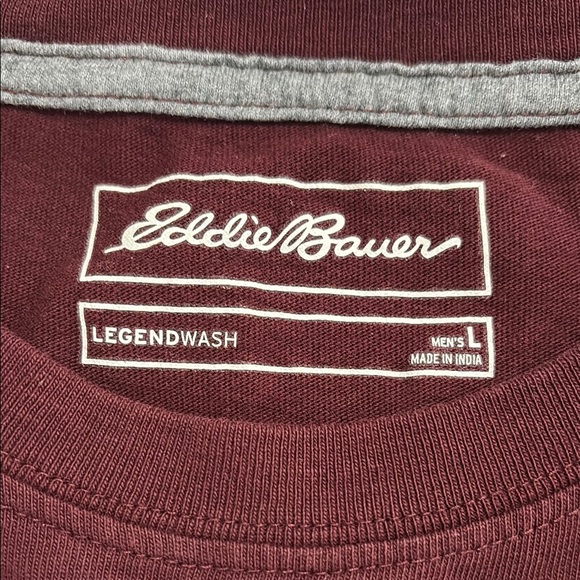 Eddie Bauer
LEGENDWASH
MEN'S L
MADE IN INDIA